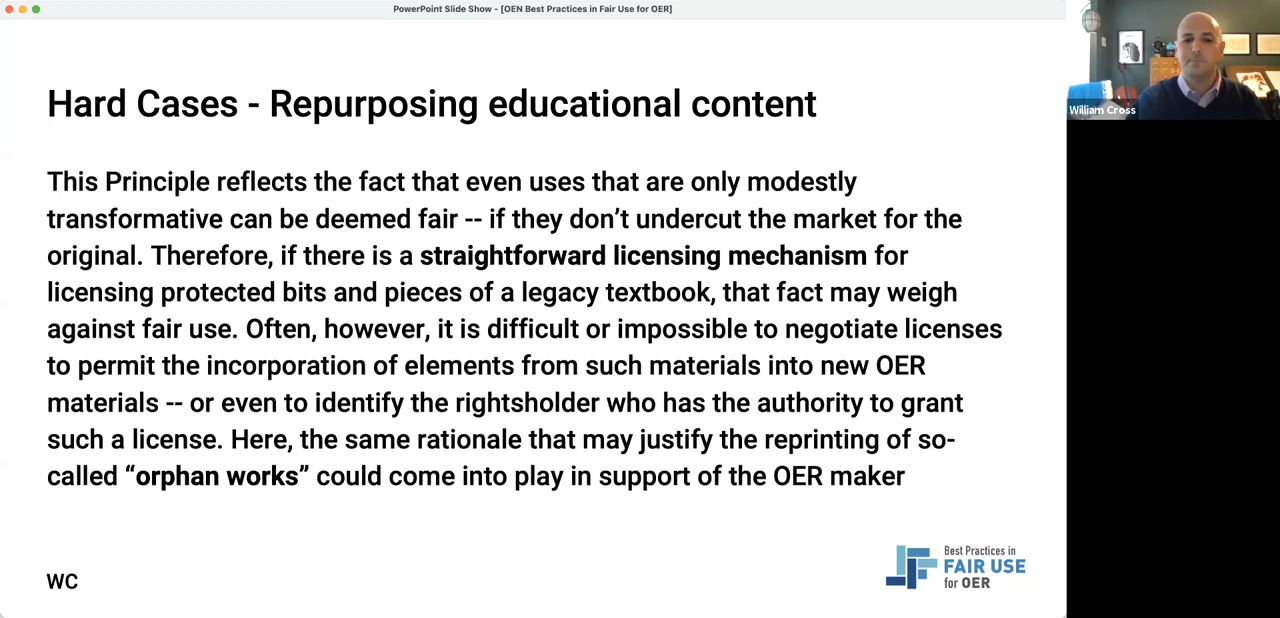 PowerPoint Slide Show - [OEN Best Practices in Fair Use for OER]
Hard Cases - Repurposing educational content
This Principle reflects the fact that even uses that are only modestly
transformative can be deemed fair -- if they don’t undercut the market for the
original. Therefore, if there is a straightforward licensing mechanism for
licensing protected bits and pieces of a legacy textbook, that fact may weigh
against fair use. Often, however, it is difficult or impossible to negotiate licenses
to permit the incorporation of elements from such materials into new OER
materials -- or even to identify the rightsholder who has the authority to grant
such a license. Here, the same rationale that may justify the reprinting of so-
called “orphan works” could come into play in support of the OER maker
WC
Best Practices in
FAIR USE
for OER
William Cross